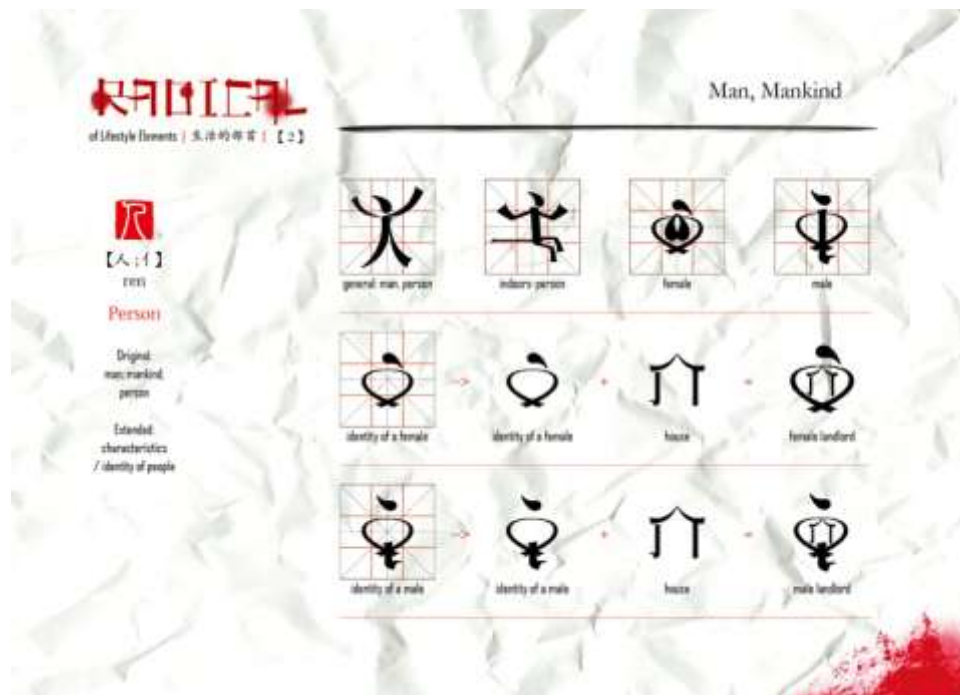 RADICAL
of Lifestyle Elements | 生活的部首 | 【2】
Man, Mankind
【人;亻】
ren
Person
Original:
man; mankind;
person
Extended:
characteristics
/ identity of people
general: man, person
indoors: person
female
male
identity of a female
identity of a female
house
female landlord
-> + =
identity of a male
identity of a male
house
male landlord
-> + =